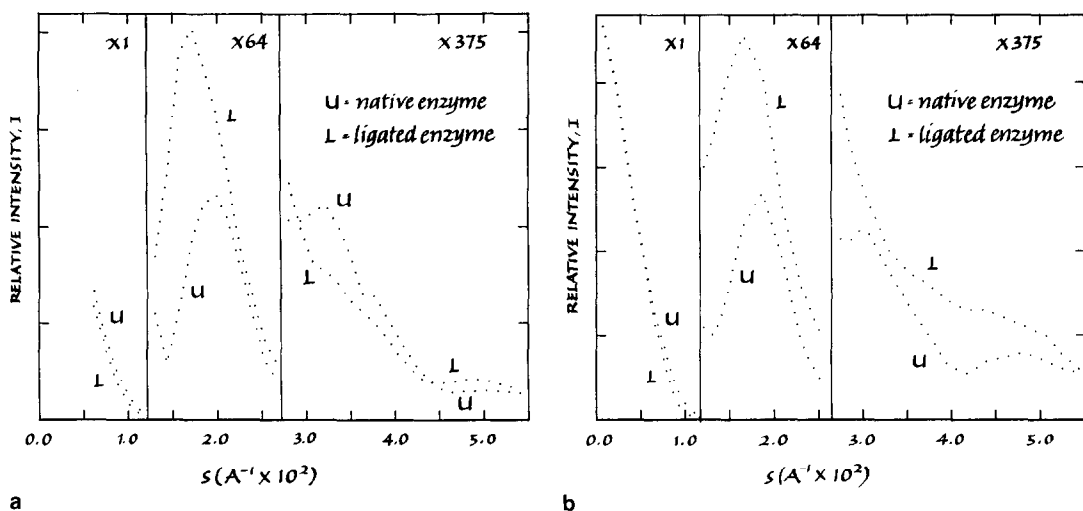 RELATIVE INTENSITY, I
x1
x64
x375
U = native enzyme
L = ligated enzyme
L
U
U
L
U
L
L
U
0.0 1.0 2.0 3.0 4.0 5.0
S(A⁻¹ x 10²)
a
RELATIVE INTENSITY, I
x1
x64
x375
U = native enzyme
L = ligated enzyme
L
U
L
U
L
U
0.0 1.0 2.0 3.0 4.0 5.0
S(A⁻¹ x 10²)
b